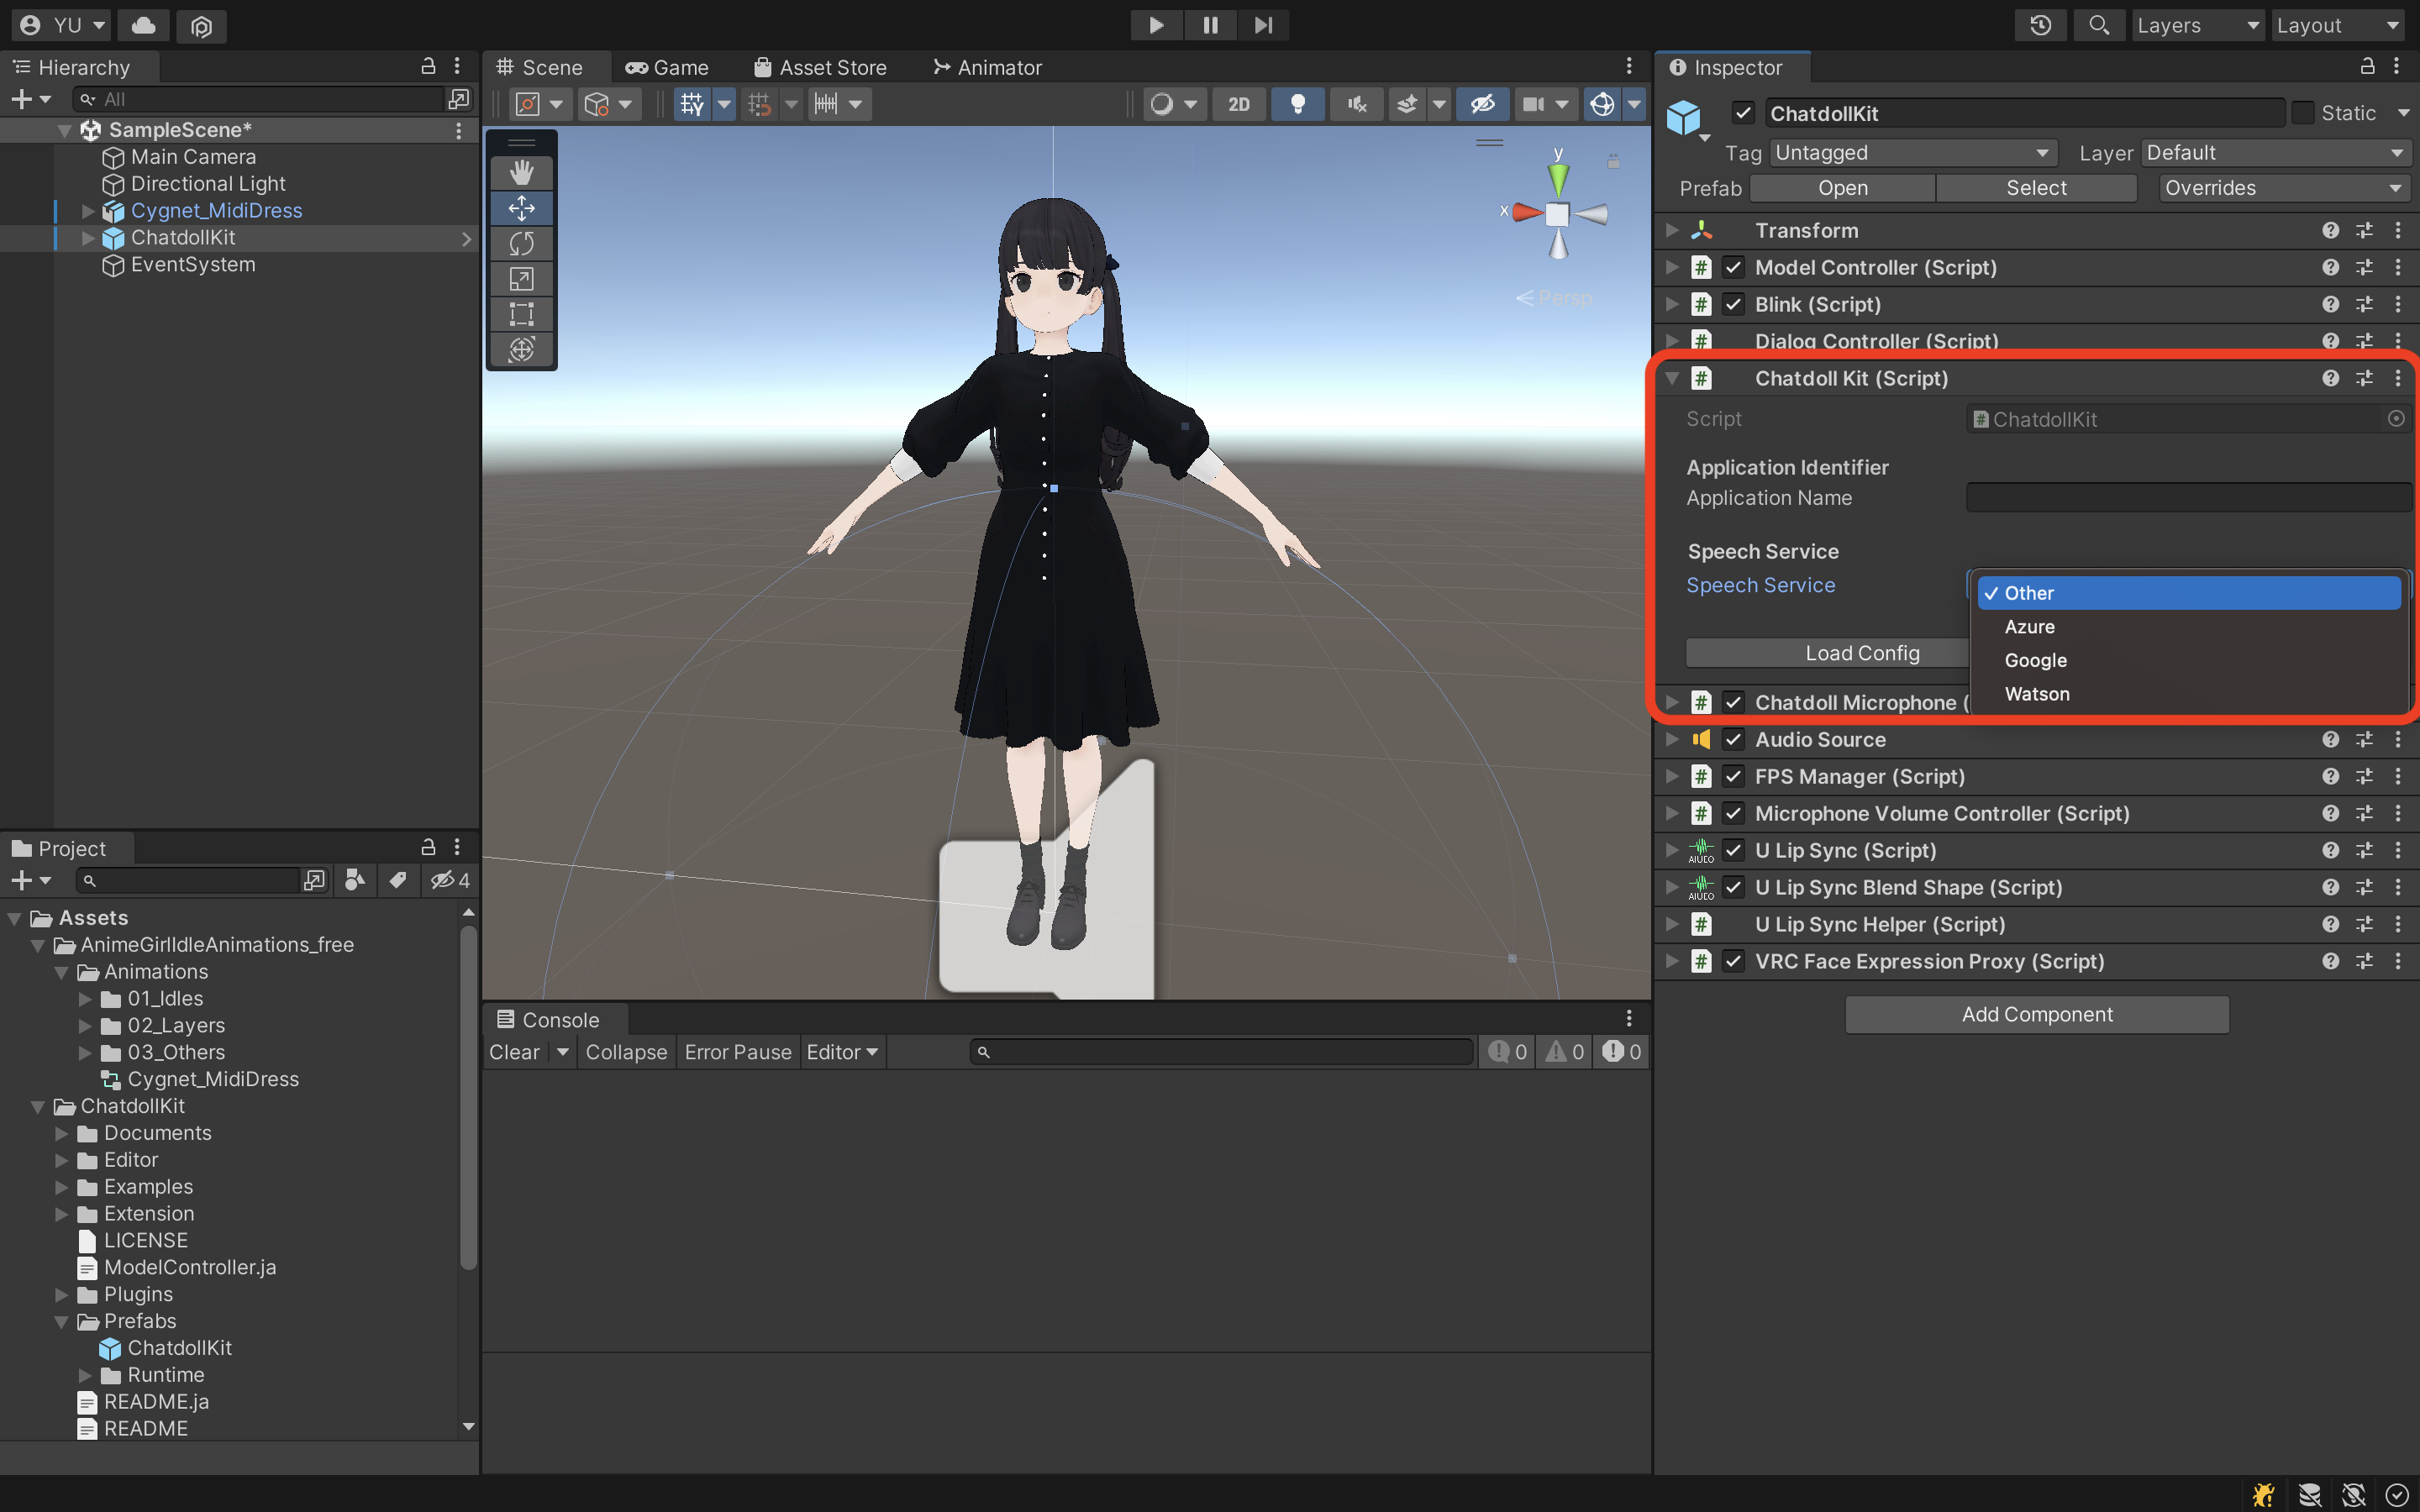 YU
Layers
Layout
Hierarchy
All
SampleScene*
Main Camera
Directional Light
Cygnet_MidiDress
ChatdollKit
EventSystem
Project
4
Assets
AnimeGirlIdleAnimations_free
Animations
01_Idles
02_Layers
03_Others
Cygnet_MidiDress
ChatdollKit
Documents
Editor
Examples
Extension
LICENSE
ModelController.ja
Plugins
Prefabs
ChatdollKit
Runtime
README.ja
README
Scene
Game
Asset Store
Animator
2D
y
x
Persp
Console
Clear
Collapse
Error Pause
Editor
0
0
0
Inspector
ChatdollKit
Static
Tag
Untagged
Layer
Default
Prefab
Open
Select
Overrides
Transform
Model Controller (Script)
Blink (Script)
Dialog Controller (Script)
Chatdoll Kit (Script)
Script
ChatdollKit
Application Identifier
Application Name
Speech Service
Speech Service
Other
Azure
Google
Watson
Load Config
Chatdoll Microphone (
Audio Source
FPS Manager (Script)
Microphone Volume Controller (Script)
AIUEO
U Lip Sync (Script)
AIUEO
U Lip Sync Blend Shape (Script)
U Lip Sync Helper (Script)
VRC Face Expression Proxy (Script)
Add Component